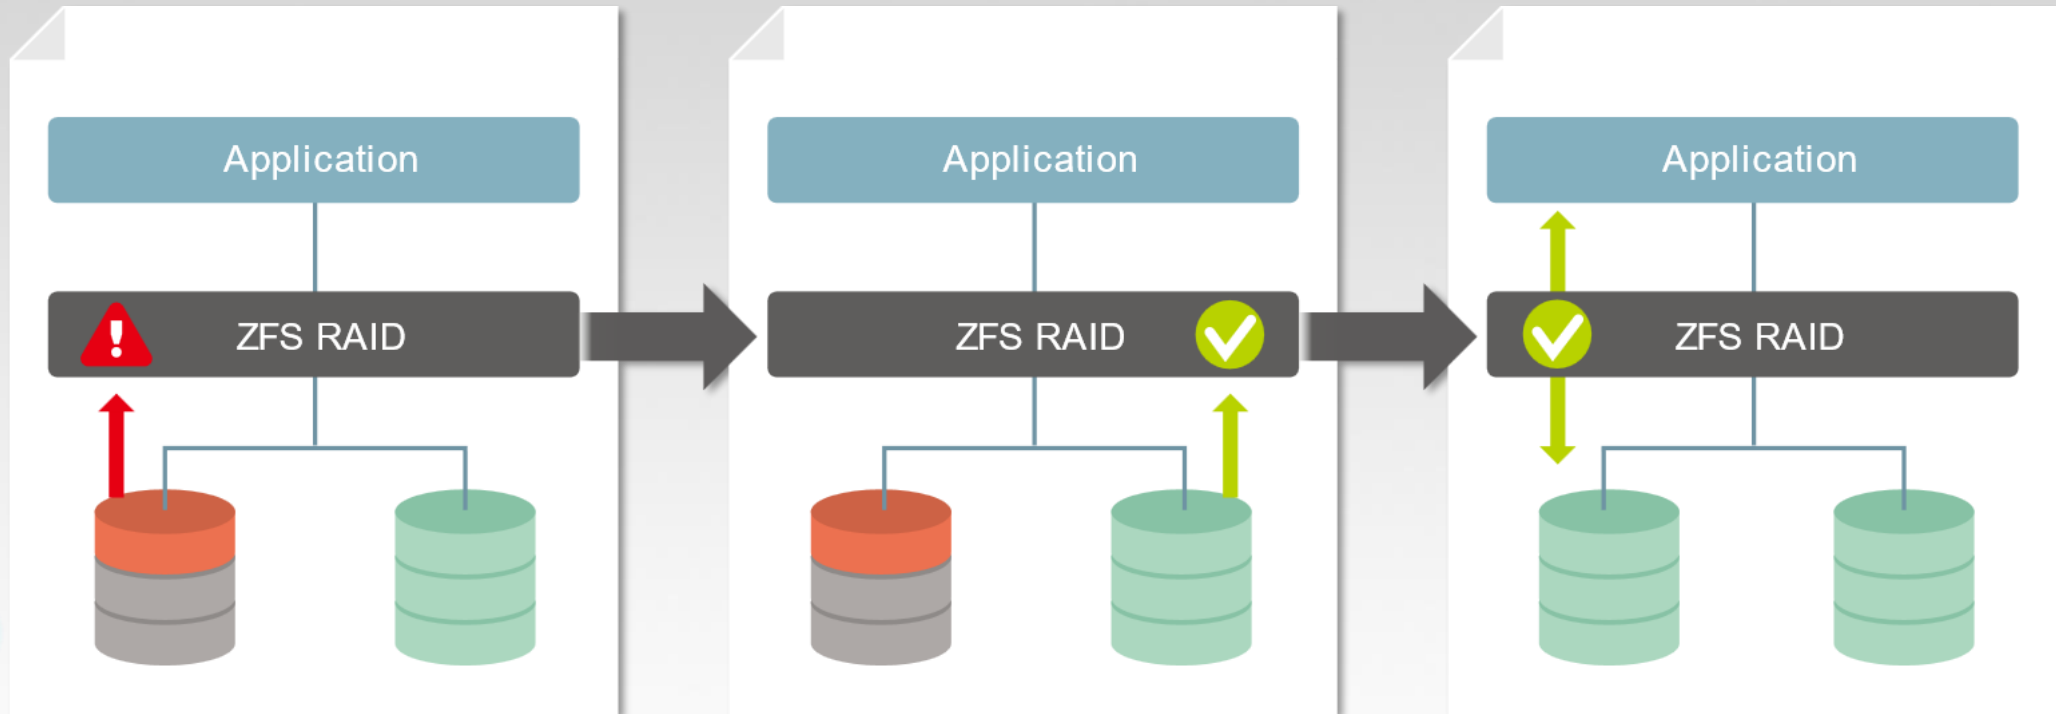 Application
ZFS RAID
Application
ZFS RAID
Application
ZFS RAID